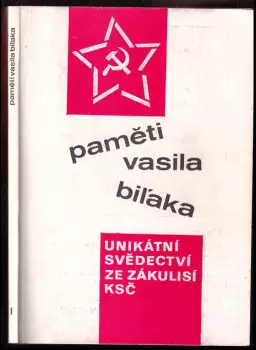 paměti vasila biľaka
paměti
vasila
biľaka
UNIKÁTNÍ
SVĚDECTVÍ
ZE ZÁKULISÍ
KSČ